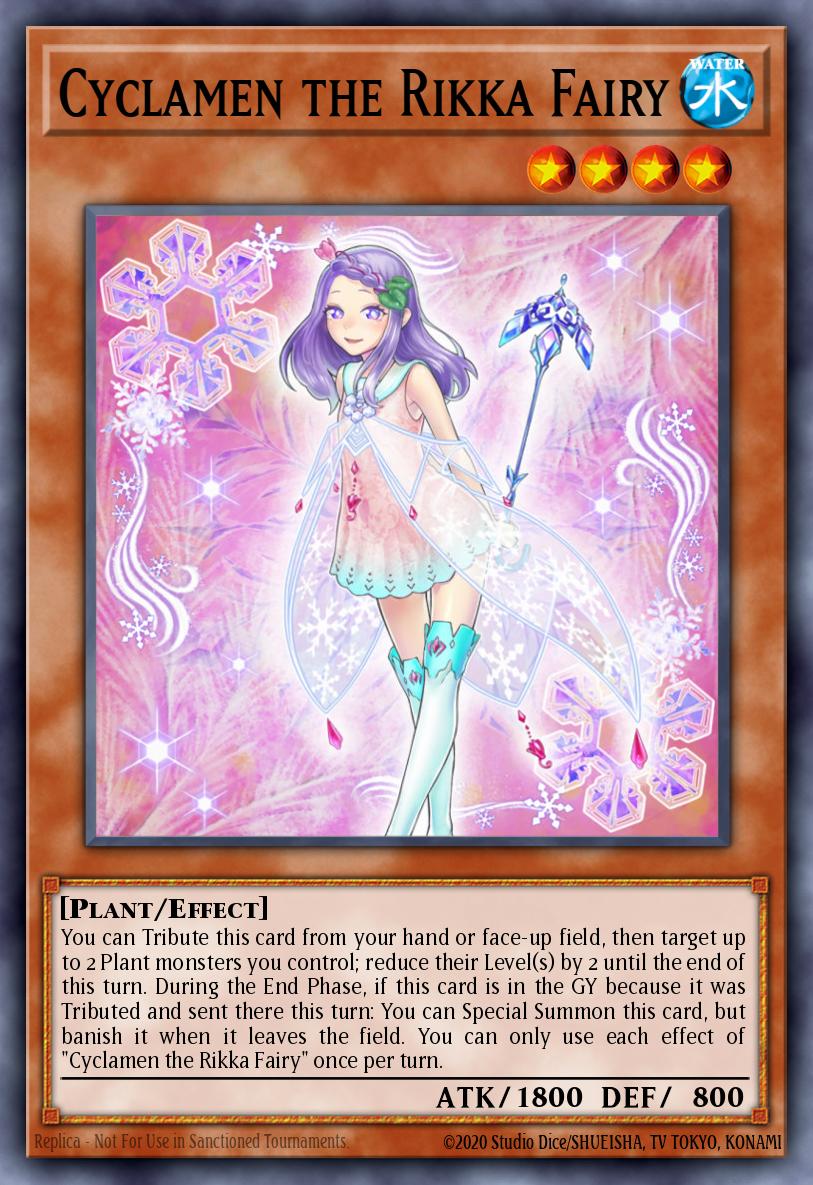 Cyclamen the Rikka Fairy
WATER
水
[Plant/Effect]
You can Tribute this card from your hand or face-up field, then target up
to 2 Plant monsters you control; reduce their Level(s) by 2 until the end of
this turn. During the End Phase, if this card is in the GY because it was
Tributed and sent there this turn: You can Special Summon this card, but
banish it when it leaves the field. You can only use each effect of
"Cyclamen the Rikka Fairy" once per turn.
ATK/1800 DEF/ 800
Replica - Not For Use in Sanctioned Tournaments.
©2020 Studio Dice/SHUEISHA, TV TOKYO, KONAMI